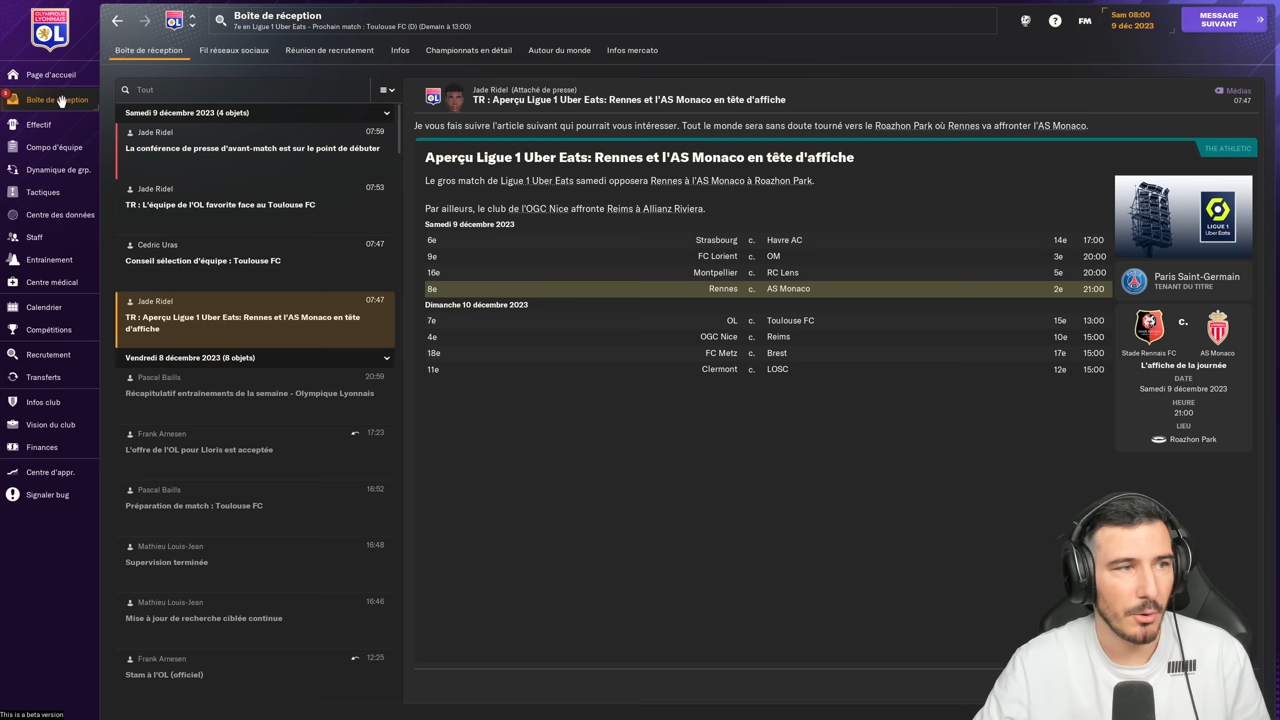 OLYMPIQUE
LYONNAIS
OL
Boîte de réception
7e en Ligue 1 Uber Eats - Prochain match : Toulouse FC (D) (Demain à 13:00)
FM
Sam 08:00
9 déc 2023
MESSAGE
SUIVANT
Boîte de réception
Fil réseaux sociaux
Réunion de recrutement
Infos
Championnats en détail
Autour du monde
Infos mercato
Page d'accueil
3
Boîte de réception
Effectif
Compo d'équipe
Dynamique de grp.
Tactiques
Centre des données
Staff
Entraînement
Centre médical
Calendrier
Compétitions
Recrutement
Transferts
Infos club
Vision du club
Finances
Centre d'appr.
Signaler bug
This is a beta version
Tout
Samedi 9 décembre 2023 (4 objets)
Jade Ridel 07:59
La conférence de presse d'avant-match est sur le point de débuter
Jade Ridel 07:53
TR : L'équipe de l'OL favorite face au Toulouse FC
Cedric Uras 07:47
Conseil sélection d'équipe : Toulouse FC
Jade Ridel 07:47
TR : Aperçu Ligue 1 Uber Eats: Rennes et l'AS Monaco en tête
d'affiche
Vendredi 8 décembre 2023 (8 objets)
Pascal Baills 20:59
Récapitulatif entraînements de la semaine - Olympique Lyonnais
Frank Arnesen 17:23
L'offre de l'OL pour Lloris est acceptée
Pascal Baills 16:52
Préparation de match : Toulouse FC
Mathieu Louis-Jean 16:48
Supervision terminée
Mathieu Louis-Jean 16:46
Mise à jour de recherche ciblée continue
Frank Arnesen 12:25
Stam à l'OL (officiel)
Jade Ridel (Attaché de presse)
TR : Aperçu Ligue 1 Uber Eats: Rennes et l'AS Monaco en tête d'affiche
Médias
07:47
Je vous fais suivre l'article suivant qui pourrait vous intéresser. Tout le monde sera sans doute tourné vers le Roazhon Park où Rennes va affronter l'AS Monaco.
THE ATHLETIC
Aperçu Ligue 1 Uber Eats: Rennes et l'AS Monaco en tête d'affiche
Le gros match de Ligue 1 Uber Eats samedi opposera Rennes à l'AS Monaco à Roazhon Park.
Par ailleurs, le club de l'OGC Nice affronte Reims à Allianz Riviera.
Samedi 9 décembre 2023
6e Strasbourg c. Havre AC 14e 17:00
9e FC Lorient c. OM 3e 20:00
16e Montpellier c. RC Lens 5e 20:00
8e Rennes c. AS Monaco 2e 21:00
Dimanche 10 décembre 2023
7e OL c. Toulouse FC 15e 13:00
4e OGC Nice c. Reims 10e 15:00
18e FC Metz c. Brest 17e 15:00
11e Clermont c. LOSC 12e 15:00
LIGUE 1
Uber Eats
Paris Saint-Germain
TENANT DU TITRE
c.
Stade Rennais FC
AS Monaco
L'affiche de la journée
DATE
Samedi 9 décembre 2023
HEURE
21:00
LIEU
Roazhon Park